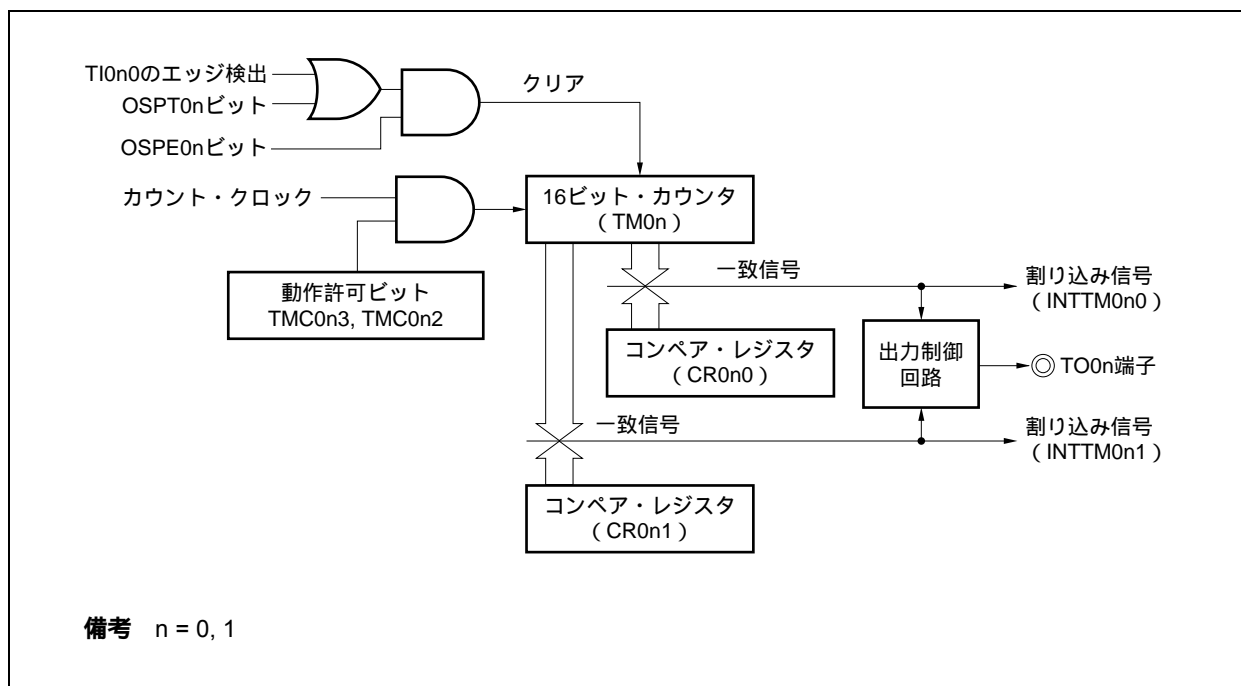 TI0n0のエッジ検出
OSPT0nビット
OSPE0nビット
クリア
カウント・クロック
16ビット・カウンタ
（TM0n）
動作許可ビット
TMC0n3, TMC0n2
一致信号
割り込み信号
（INTTM0n0）
コンペア・レジスタ
（CR0n0）
出力制御
回路
TO0n端子
一致信号
割り込み信号
（INTTM0n1）
コンペア・レジスタ
（CR0n1）
備考 n = 0, 1